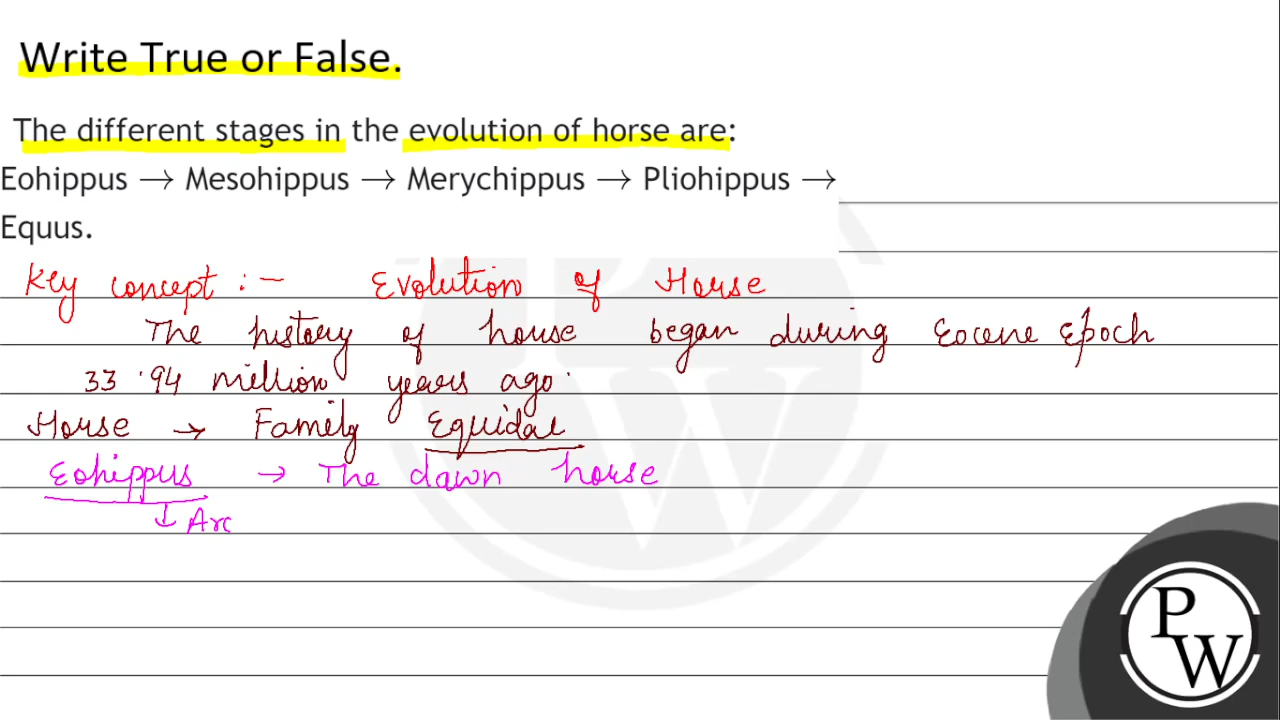 Write True or False.
The different stages in the evolution of horse are:
Eohippus → Mesohippus → Merychippus → Pliohippus →
Equus.
Key concept :- Evolution of Horse
The history of house began during Eocene Epoch
33.94 million years ago.
Horse → Family Equidae
Eohippus → The dawn horse
↓ Arc
P
W